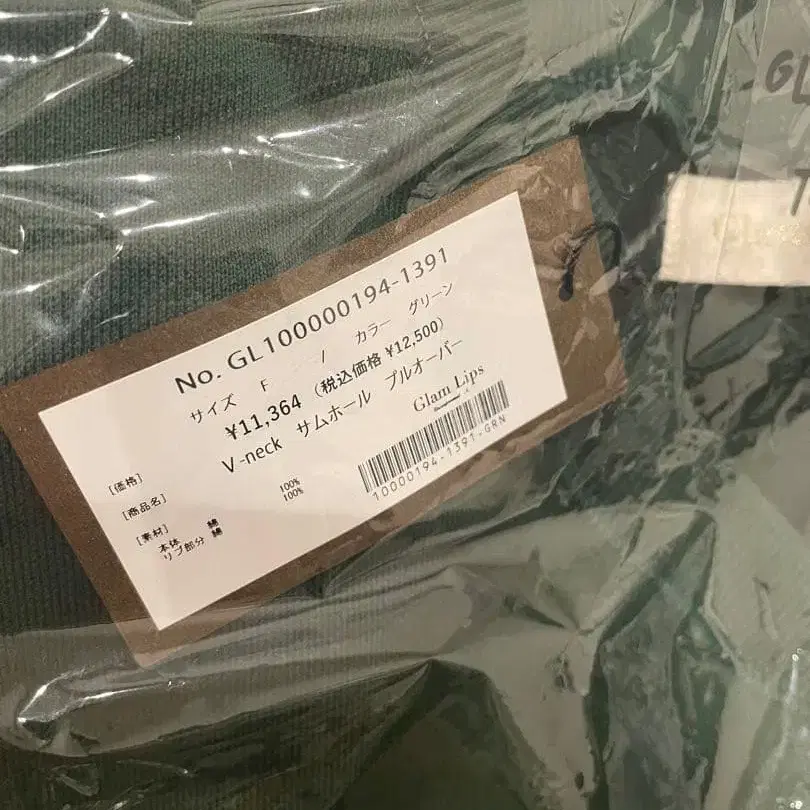 No. GL100000194-1391
サイズ F / カラー グリーン
[価格] ¥11,364 (税込価格 ¥12,500)
[商品名] V-neck サムホール プルオーバー
[素材]
本体 綿 100%
リブ部分 綿 100%
Glam Lips
10000194-1391-GRN
GL
T